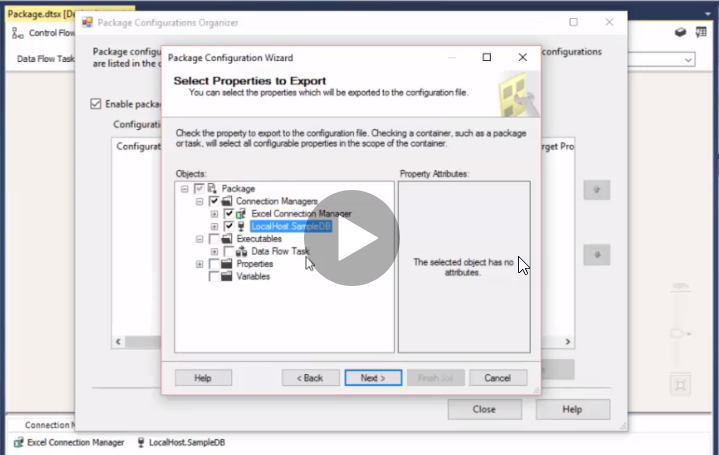 Package.dtsx [De
Package Configurations Organizer
Control Flow
Package configu
onfigurations
are listed in the c
Data Flow Task
Package Configuration Wizard
Select Properties to Export
You can select the properties which will be exported to the configuration file.
Enable packa
Check the property to export to the configuration file. Checking a container, such as a package
or task, will select all configurable properties in the scope of the container.
Configurati
Configurat
rget Pro
Objects:
Property Attributes:
Package
Connection Managers
Excel Connection Manager
LocalHost.SampleDB
Executables
Data Flow Task
Properties
Variables
The selected object has no
attributes.
Help
< Back
Next >
Cancel
Close
Help
Connection M
Excel Connection Manager
LocalHost.SampleDB